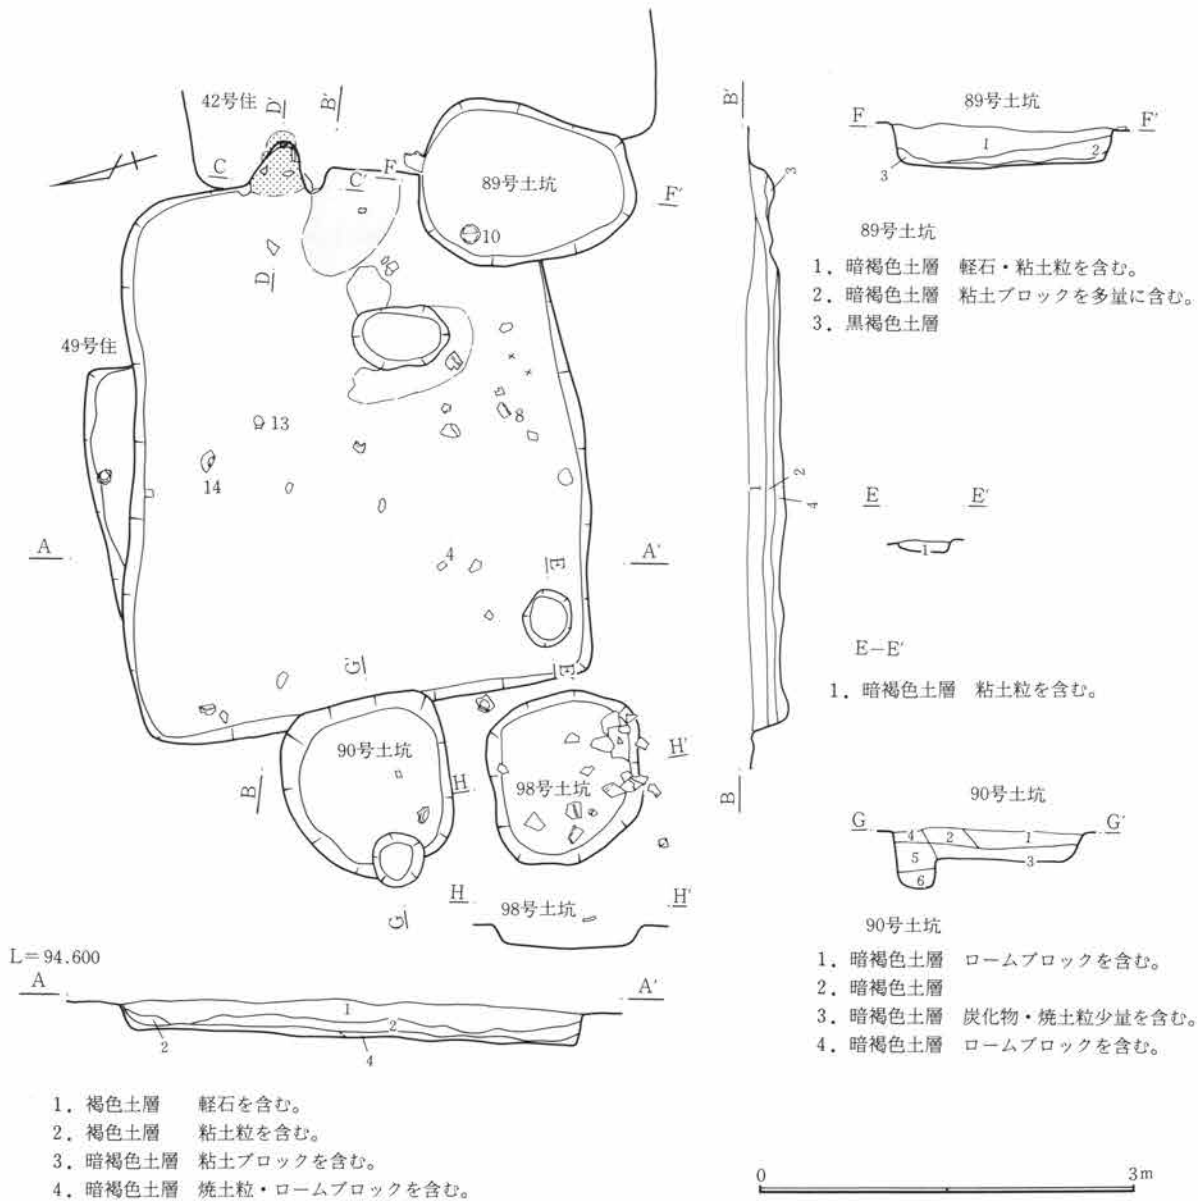 42号住
D′
B′
C
C′
F
89号土坑
F′
10
D
49号住
13
14
8
A
4
A′
E
E′
G′
90号土坑
B
H
98号土坑
H′
G
H
98号土坑
H′
L=94.600
A
A′
1
2
2
4
1. 褐色土層 軽石を含む。
2. 褐色土層 粘土粒を含む。
3. 暗褐色土層 粘土ブロックを含む。
4. 暗褐色土層 焼土粒・ロームブロックを含む。
B′
3
1
2
4
B
89号土坑
F
F′
1
2
3
89号土坑
1. 暗褐色土層 軽石・粘土粒を含む。
2. 暗褐色土層 粘土ブロックを多量に含む。
3. 黒褐色土層
E
E′
1
E−E′
1. 暗褐色土層 粘土粒を含む。
90号土坑
G
G′
4
2
1
5
3
6
90号土坑
1. 暗褐色土層 ロームブロックを含む。
2. 暗褐色土層
3. 暗褐色土層 炭化物・焼土粒少量を含む。
4. 暗褐色土層 ロームブロックを含む。
0
3m